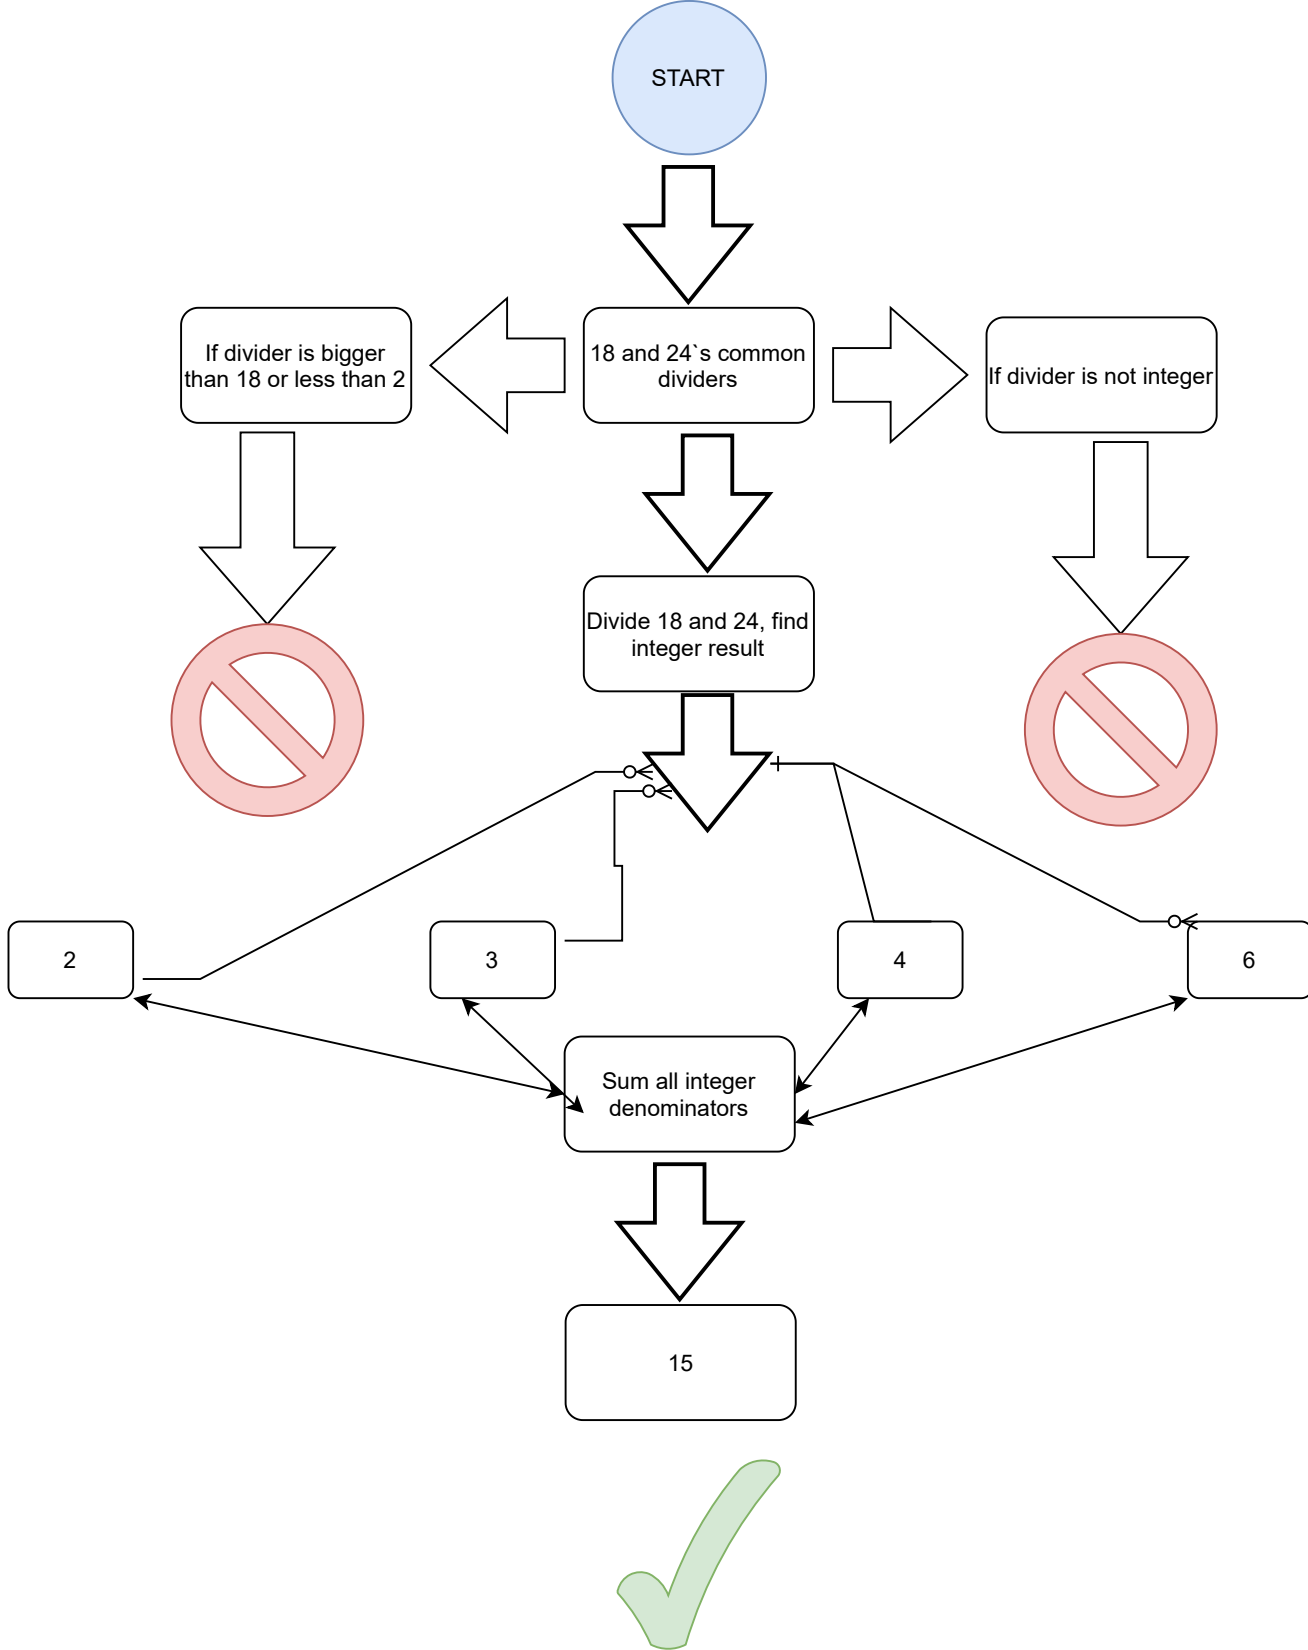 START
If divider is bigger
than 18 or less than 2
18 and 24`s common
dividers
If divider is not integer
Divide 18 and 24, find
integer result
2
3
4
6
Sum all integer
denominators
15